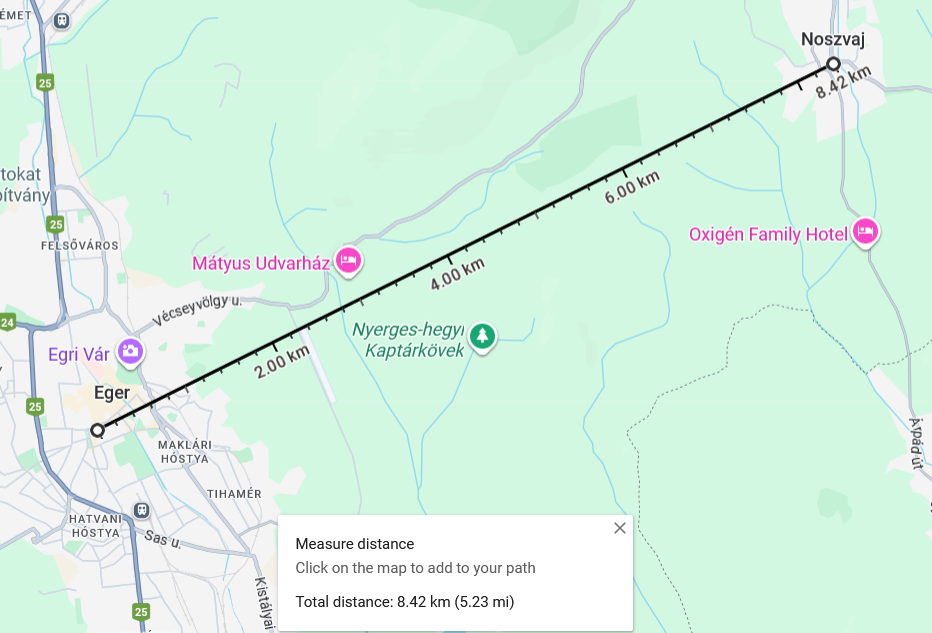 ÉMET
Noszvaj
8.42 km
25
tokat
pítvány
6.00 km
25
FELSŐVÁROS
Oxigén Family Hotel
Mátyus Udvarház
4.00 km
Vécseyvölgy u.
24
Nyerges-hegyi
Kaptárkövek
Egri Vár
2.00 km
Eger
25
MAKLÁRI
HÓSTYA
Árpád út
TIHAMÉR
HATVANI
HÓSTYA
Sas u.
Kistályai
25
Measure distance
Click on the map to add to your path
Total distance: 8.42 km (5.23 mi)